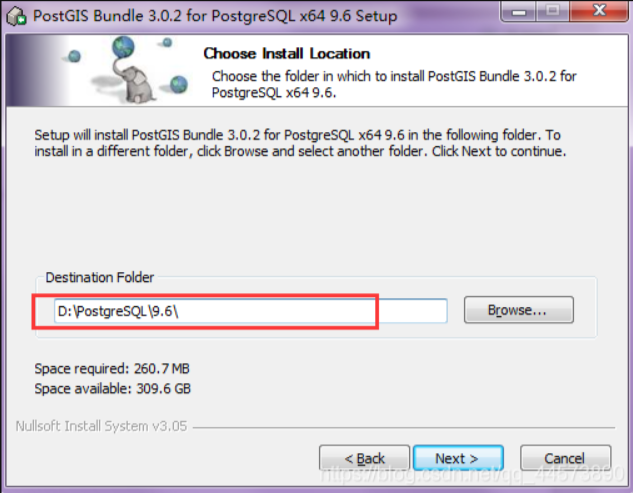 PostGIS Bundle 3.0.2 for PostgreSQL x64 9.6 Setup
Choose Install Location
Choose the folder in which to install PostGIS Bundle 3.0.2 for
PostgreSQL x64 9.6.
Setup will install PostGIS Bundle 3.0.2 for PostgreSQL x64 9.6 in the following folder. To
install in a different folder, click Browse and select another folder. Click Next to continue.
Destination Folder
D:\PostgreSQL\9.6\
Browse...
Space required: 260.7 MB
Space available: 309.6 GB
Nullsoft Install System v3.05
< Back
Next >
Cancel
https://blog.csdn.net/qq_44573890